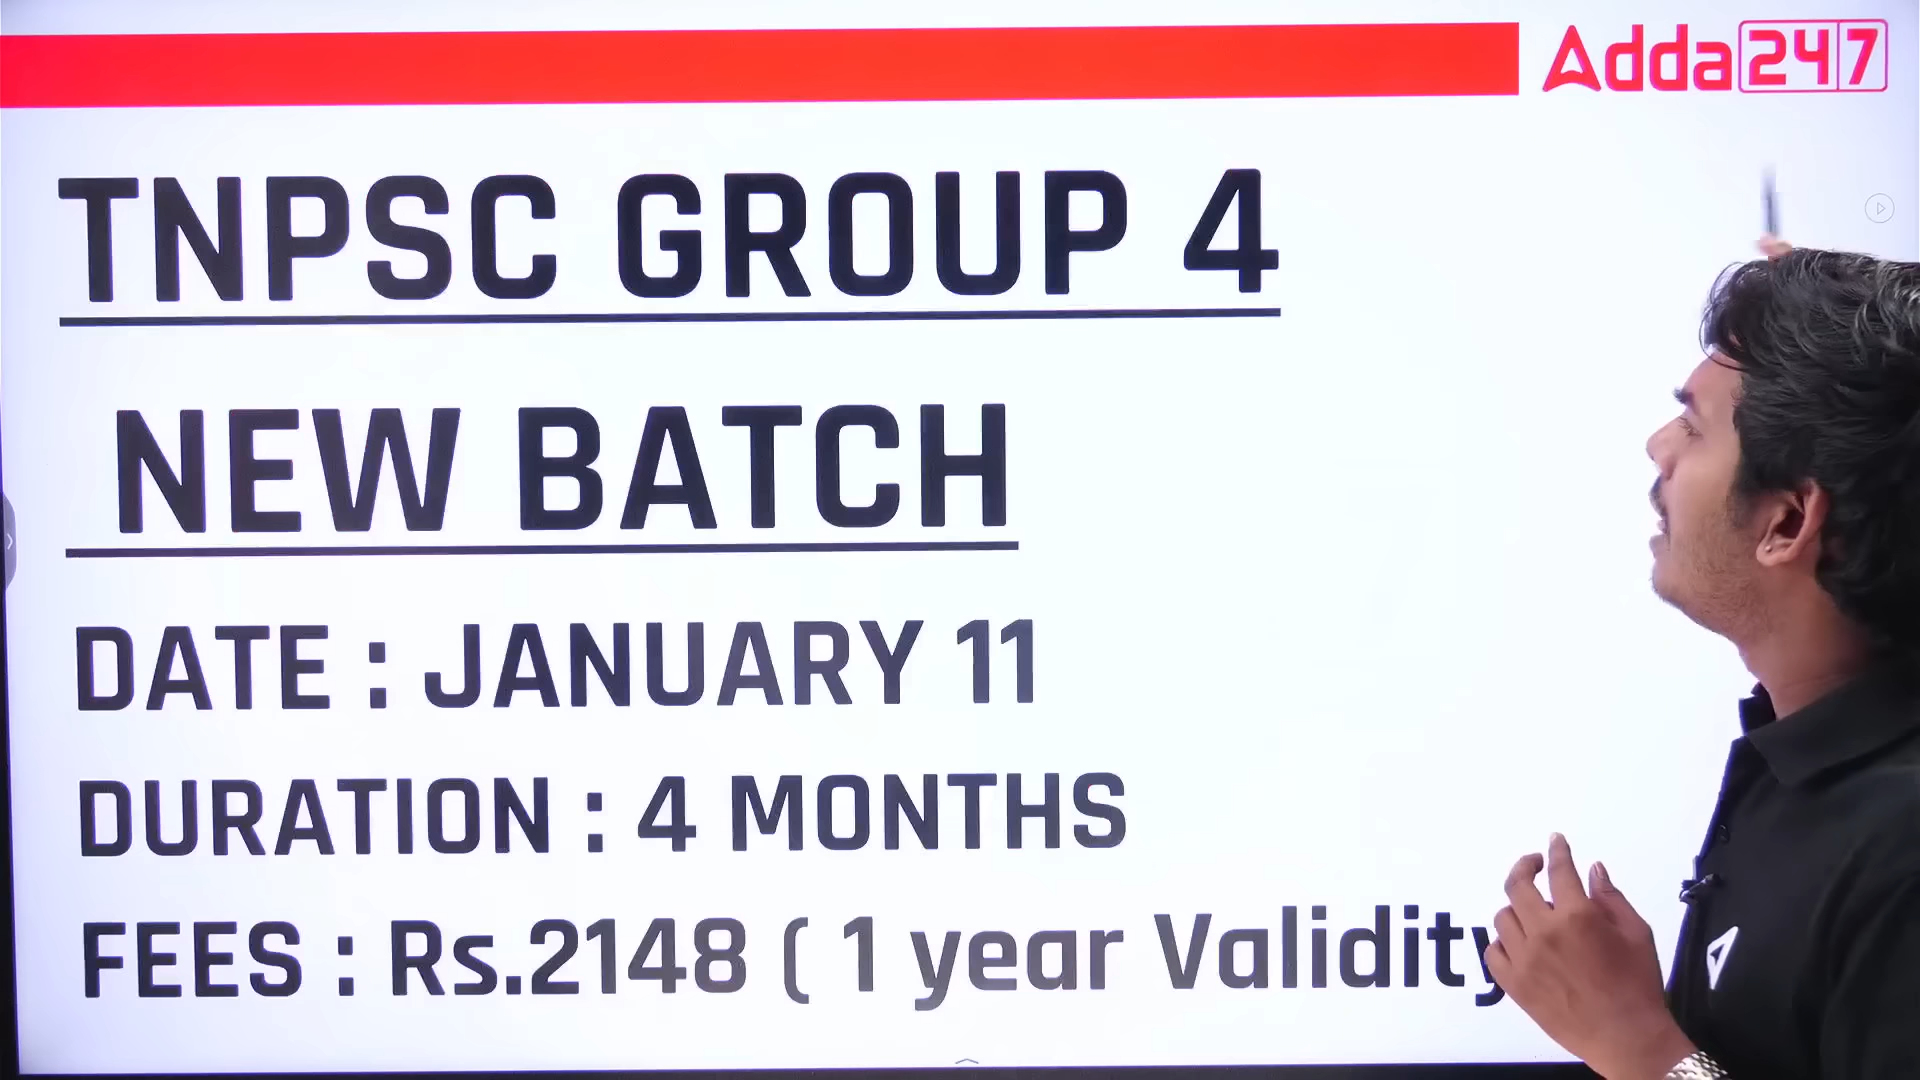 Adda247
TNPSC GROUP 4
NEW BATCH
DATE : JANUARY 11
DURATION : 4 MONTHS
FEES : Rs.2148 ( 1 year Validity